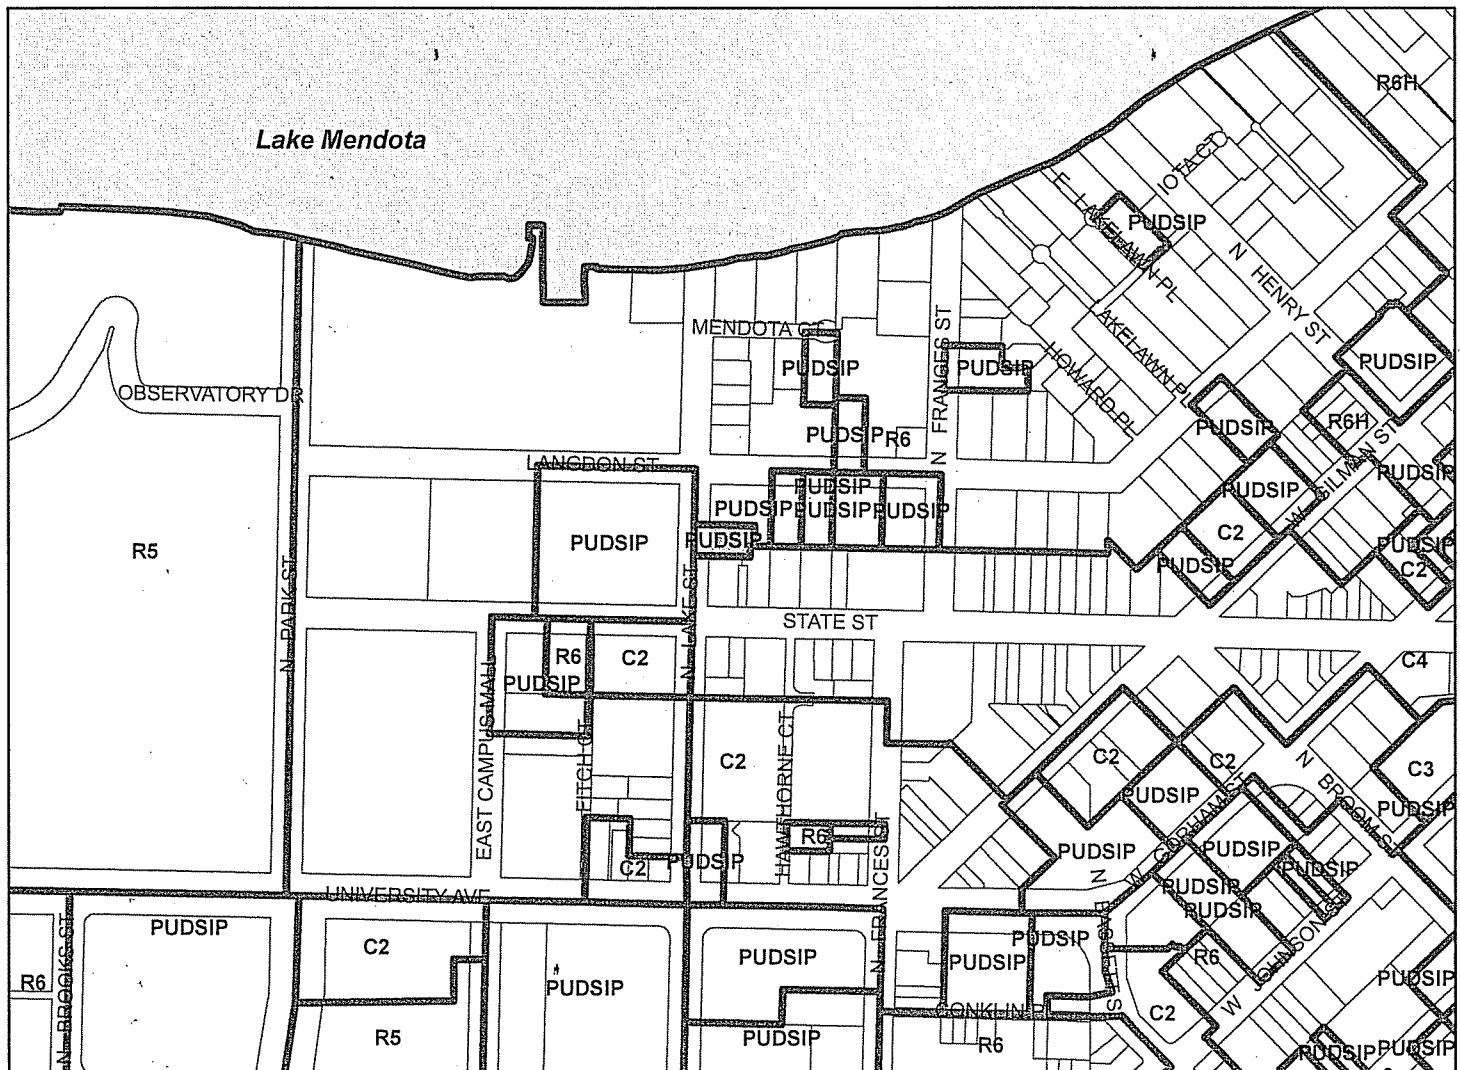 R6H
Lake Mendota
IOTA CT
E LAKELAWN PL
PUDSIP
N HENRY ST
MENDOTA CT
N FRANCES ST
LAKELAWN PL
HOWARD PL
PUDSIP
PUDSIP
PUDSIP
OBSERVATORY DR
PUDSIP
R6H
PUDSIP
R6
LANGDON ST
PUDSIP
PUDSIP
PUDSIP
W GILMAN ST
PUDSIP
PUDSIP
PUDSIP
C2
R5
PUDSIP
PUDSIP
PUDSIP
PUDSIP
C2
N PARK ST
N LAKE ST
STATE ST
R6
C2
C4
PUDSIP
EAST CAMPUS MALL
FITCH CT
C2
HAWTHORNE CT
C2
C2
N BROOM ST
C3
PUDSIP
PUDSIP
W GORHAM ST
R6
N FRANCES ST
PUDSIP
PUDSIP
C2
PUDSIP
PUDSIP
UNIVERSITY AVE
PUDSIP
PUDSIP
N BASSETT ST
PUDSIP
N BROOKS ST
C2
PUDSIP
PUDSIP
PUDSIP
R6
W JOHNSON ST
R6
PUDSIP
PUDSIP
CONKLIN PL
C2
R5
PUDSIP
R6
PUDSIP
PUDSIP